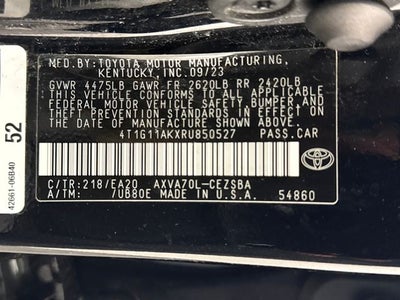 MFD.BY:TOYOTA MOTOR MANUFACTURING,
KENTUCKY, INC. 09/23
GVWR 4475LB GAWR FR 2620LB RR 2420LB
THIS VEHICLE CONFORMS TO ALL APPLICABLE
FEDERAL MOTOR VEHICLE SAFETY, BUMPER, AND
THEFT PREVENTION STANDARDS IN EFFECT ON
THE DATE OF MANUFACTURE SHOWN ABOVE.
4T1G11AKXRU850527 PASS.CAR
TOYOTA
C/TR:218/EA20 AXVA70L-CEZSBA
A/TM: /UB80E MADE IN U.S.A. 54860
52
42661-06B40